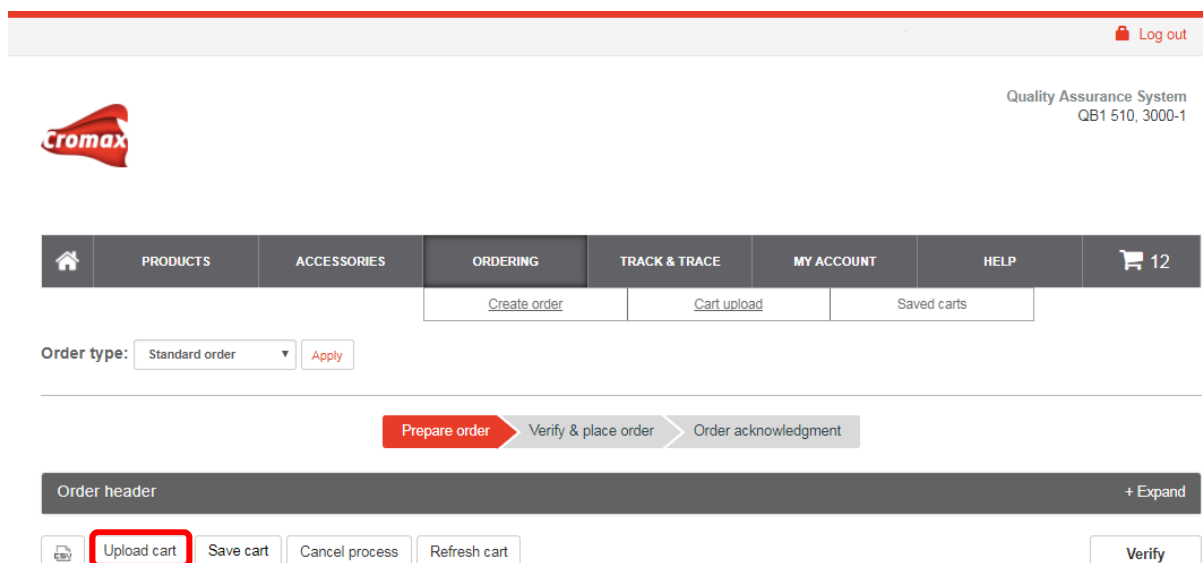 Log out
Quality Assurance System
QB1 510, 3000-1
cromax
PRODUCTS ACCESSORIES ORDERING TRACK & TRACE MY ACCOUNT HELP 12
Create order Cart upload Saved carts
Order type: Standard order Apply
Prepare order Verify & place order Order acknowledgment
Order header + Expand
CSV Upload cart Save cart Cancel process Refresh cart Verify